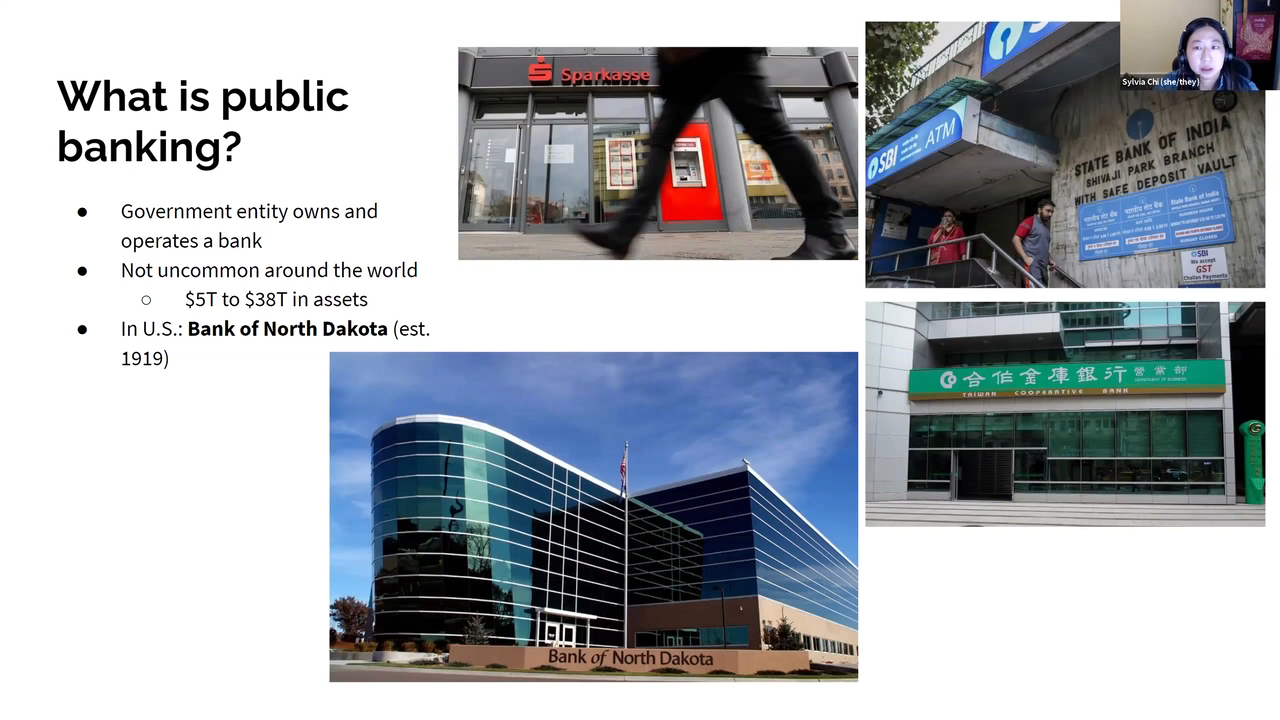 What is public
banking?
● Government entity owns and
operates a bank
● Not uncommon around the world
○ $5T to $38T in assets
● In U.S.: Bank of North Dakota (est.
1919)
Sparkasse
SBI ATM
STATE BANK OF INDIA
SHIVAJI PARK BRANCH
WITH SAFE DEPOSIT VAULT
State Bank of India
SUNDAY CLOSED
SBI
We accept
GST
Challan Payments
Sylvia Chi (she/they)
合作金庫銀行 營業部
DEPARTMENT OF BUSINESS
TAIWAN COOPERATIVE BANK
Bank of North Dakota